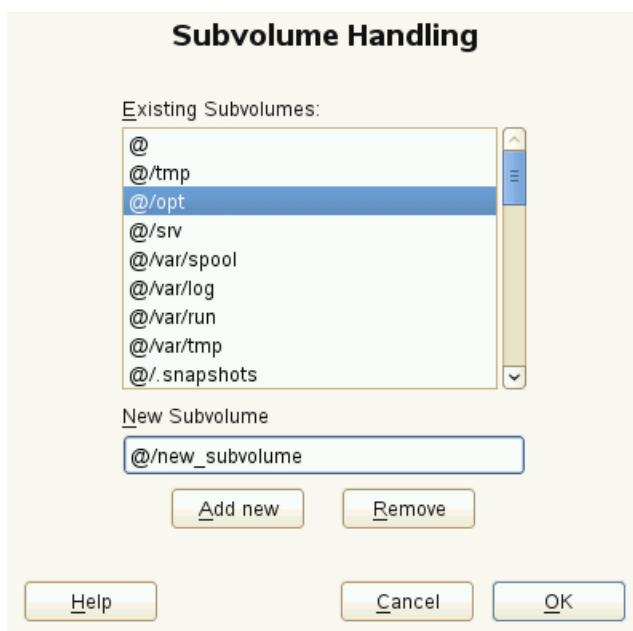 Subvolume Handling
Existing Subvolumes:
@
@/tmp
@/opt
@/srv
@/var/spool
@/var/log
@/var/run
@/var/tmp
@/.snapshots
New Subvolume
@/new_subvolume
Add new Remove
Help Cancel OK